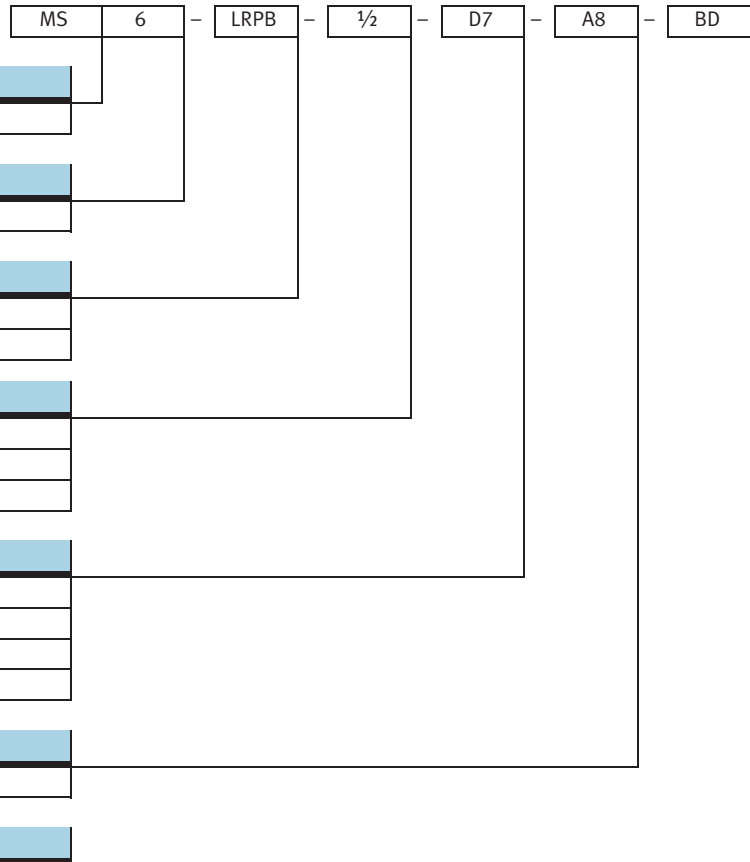 MS 6 – LRPB – ½ – D7 – A8 – BD